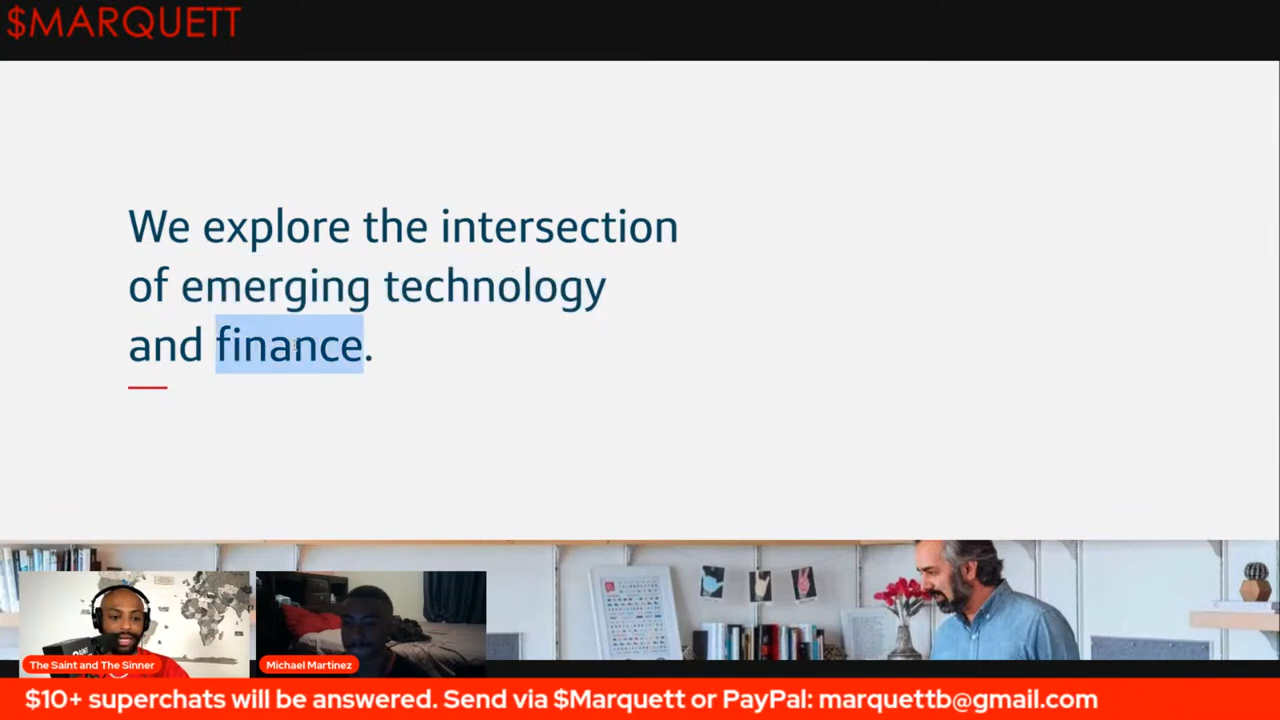 $MARQUETT
We explore the intersection
of emerging technology
and finance.
The Saint and The Sinner
Michael Martinez
$10+ superchats will be answered. Send via $Marquett or PayPal: marquettb@gmail.com